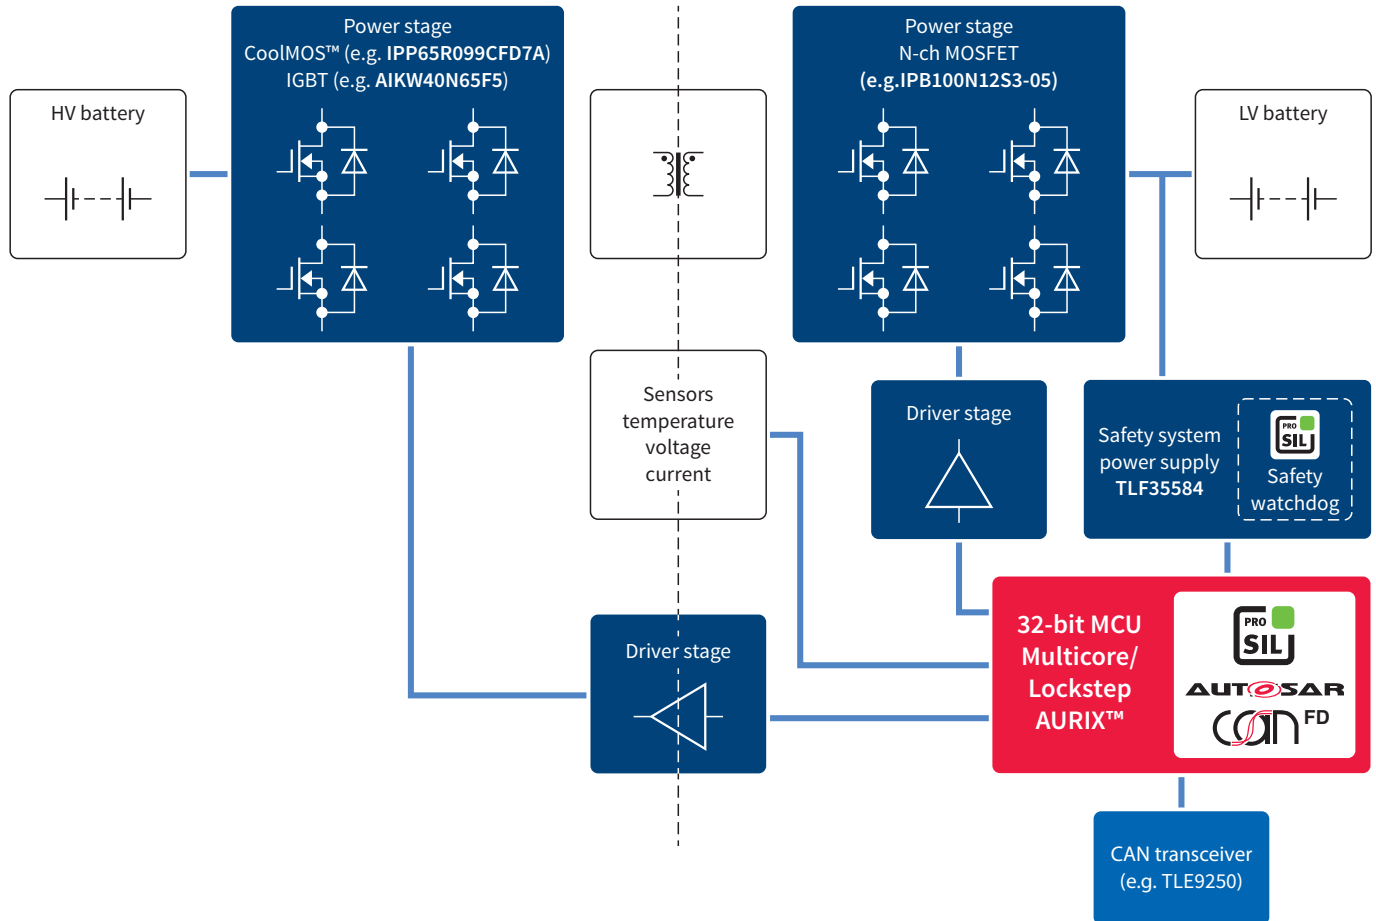 Power stage
CoolMOS™ (e.g. IPP65R099CFD7A)
IGBT (e.g. AIKW40N65F5)
Power stage
N-ch MOSFET
(e.g.IPB100N12S3-05)
HV battery
LV battery
Sensors
temperature
voltage
current
Driver stage
Safety system
power supply
TLF35584
PRO
SIL
Safety
watchdog
Driver stage
32-bit MCU
Multicore/
Lockstep
AURIX™
PRO
SIL
AUTOSAR
CAN FD
CAN transceiver
(e.g. TLE9250)